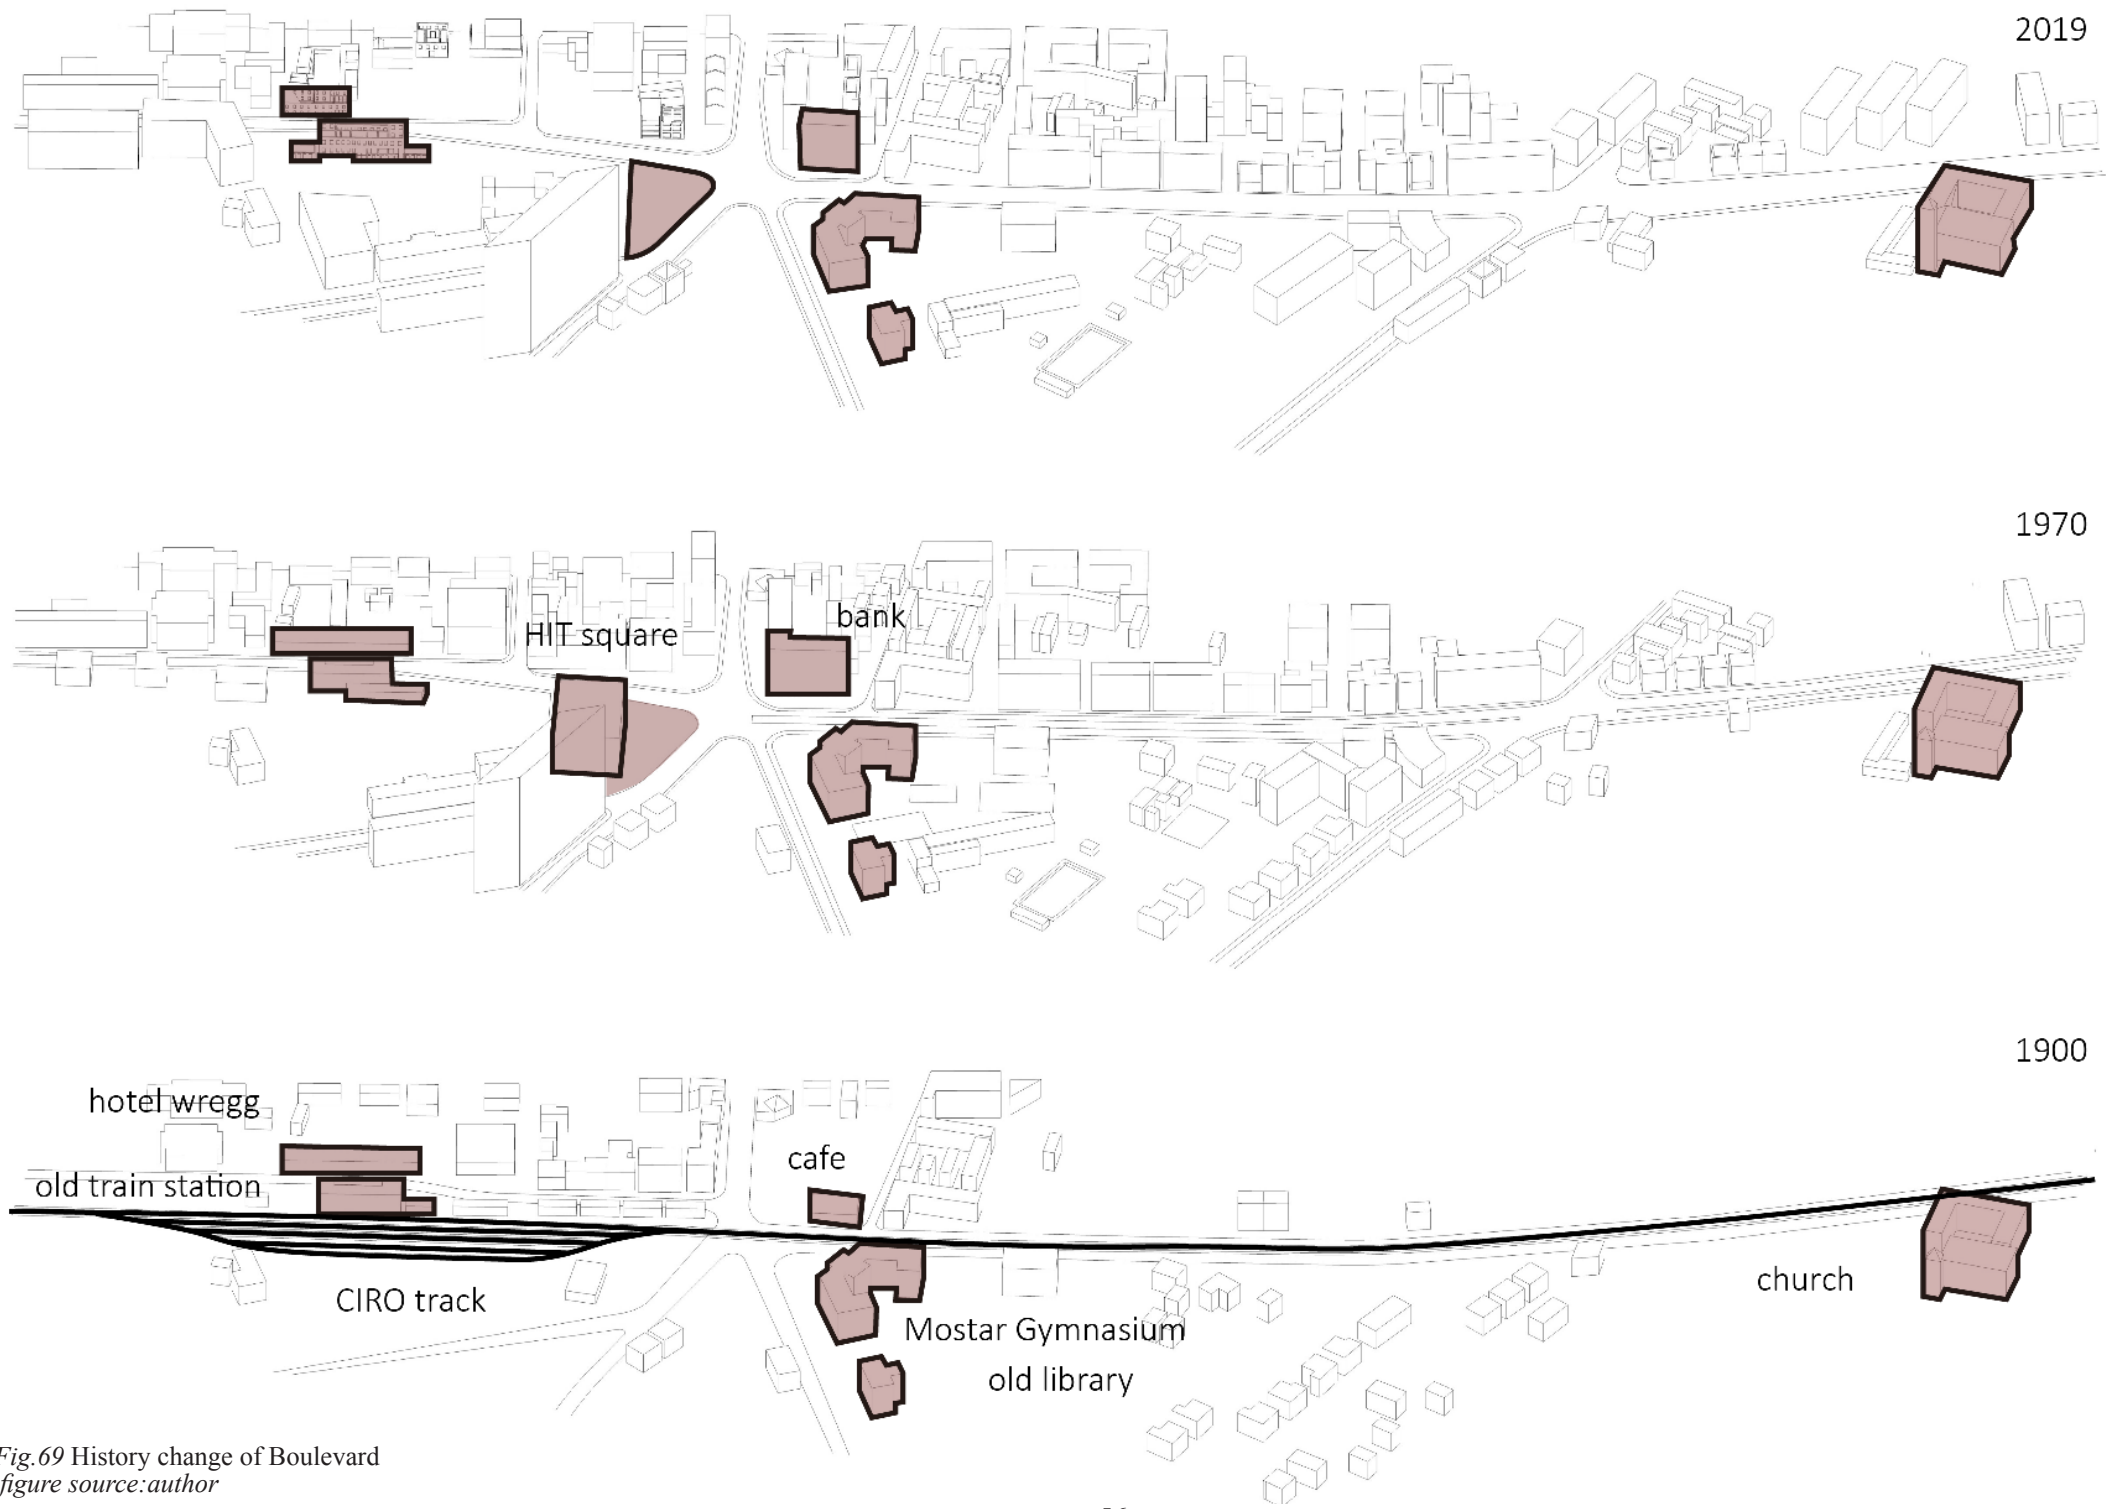 2019
1970
bank
HIT square
1900
hotel wregg
cafe
old train station
church
CIRO track
Mostar Gymnasium
old library
Fig.69 History change of Boulevard
figure source:author